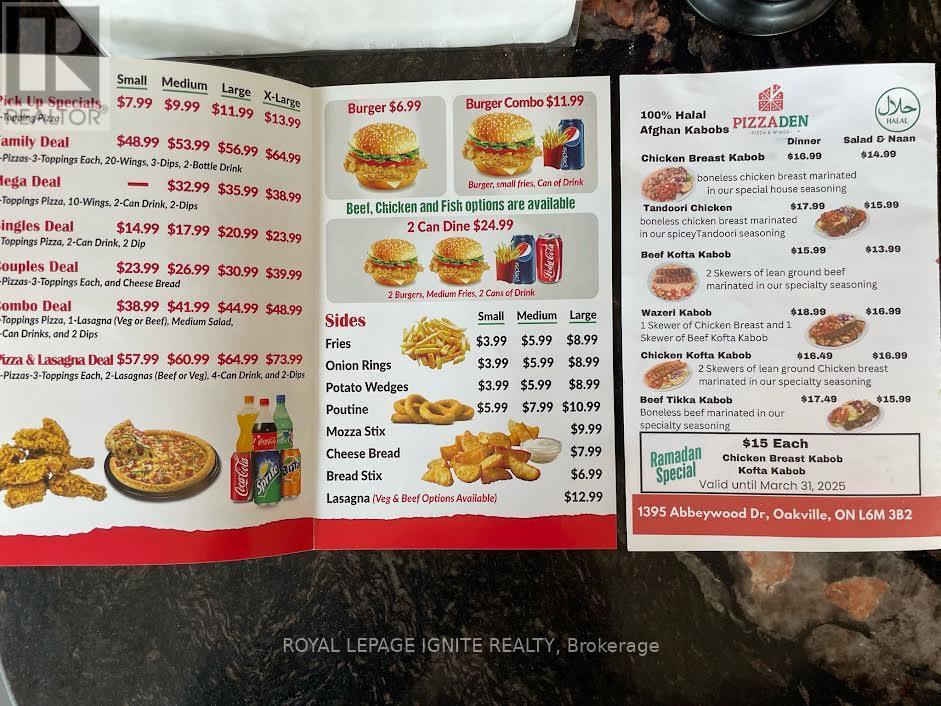 REALTOR®
Small Medium Large X-Large
Pick Up Specials $7.99 $9.99 $11.99 $13.99
-Topping Pizza
Family Deal $48.99 $53.99 $56.99 $64.99
-Pizzas-3-Toppings Each, 20-Wings, 3-Dips, 2-Bottle Drink
Mega Deal — $32.99 $35.99 $38.99
-Toppings Pizza, 10-Wings, 2-Can Drink, 2-Dips
Singles Deal $14.99 $17.99 $20.99 $23.99
Toppings Pizza, 2-Can Drink, 2 Dip
Couples Deal $23.99 $26.99 $30.99 $39.99
-Pizzas-3-Toppings Each, and Cheese Bread
Combo Deal $38.99 $41.99 $44.99 $48.99
-Toppings Pizza, 1-Lasagna (Veg or Beef), Medium Salad,
-Can Drinks, and 2 Dips
Pizza & Lasagna Deal $57.99 $60.99 $64.99 $73.99
-Pizzas-3-Toppings Each, 2-Lasagnas (Beef or Veg), 4-Can Drink, and 2-Dips
Coca-Cola
Coca-Cola Sprite Fanta
Burger $6.99
Burger Combo $11.99
pepsi
Burger, small fries, Can of Drink
Beef, Chicken and Fish options are available
2 Can Dine $24.99
pepsi Coca-Cola
2 Burgers, Medium Fries, 2 Cans of Drink
Sides Small Medium Large
Fries $3.99 $5.99 $8.99
Onion Rings $3.99 $5.99 $8.99
Potato Wedges $3.99 $5.99 $8.99
Poutine $5.99 $7.99 $10.99
Mozza Stix $9.99
Cheese Bread $7.99
Bread Stix $6.99
Lasagna (Veg & Beef Options Available) $12.99
100% Halal
Afghan Kabobs
PIZZADEN
PIZZA & WINGS
حلال
HALAL
Dinner Salad & Naan
Chicken Breast Kabob $16.99 $14.99
boneless chicken breast marinated
in our special house seasoning
Tandoori Chicken $17.99 $15.99
boneless chicken breast marinated
in our spiceyTandoori seasoning
Beef Kofta Kabob $15.99 $13.99
2 Skewers of lean ground beef
marinated in our specialty seasoning
Wazeri Kabob $18.99 $16.99
1 Skewer of Chicken Breast and 1
Skewer of Beef Kofta Kabob
Chicken Kofta Kabob $16.49 $16.99
2 Skewers of lean ground Chicken breast
marinated in our specialty seasoning
Beef Tikka Kabob $17.49 $15.99
Boneless beef marinated in our
specialty seasoning
Ramadan
Special
$15 Each
Chicken Breast Kabob
Kofta Kabob
Valid until March 31, 2025
1395 Abbeywood Dr, Oakville, ON L6M 3B2
ROYAL LEPAGE IGNITE REALTY, Brokerage